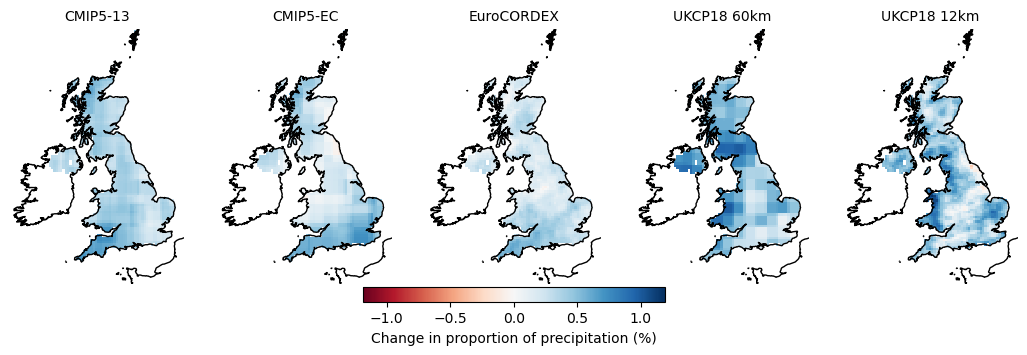 CMIP5-13 CMIP5-EC EuroCORDEX UKCP18 60km UKCP18 12km
−1.0 −0.5 0.0 0.5 1.0
Change in proportion of precipitation (%)